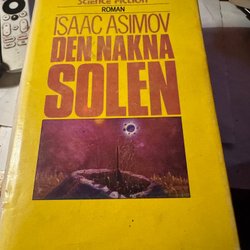 Science Fiction
ROMAN
ISAAC ASIMOV
DEN NAKNA
SOLEN